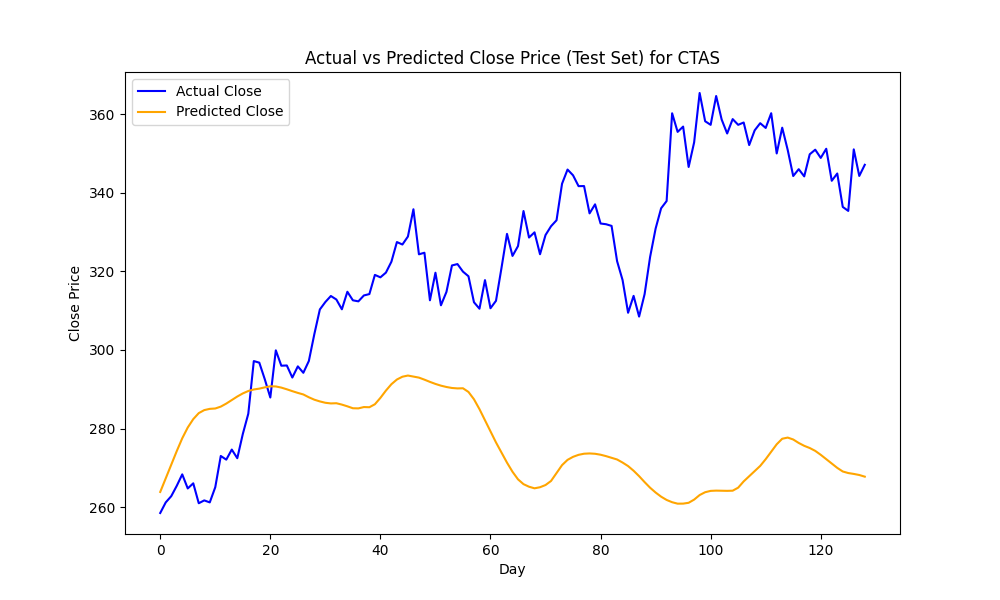 Actual vs Predicted Close Price (Test Set) for CTAS
Actual Close
Predicted Close
360
340
320
300
280
260
Close Price
0 20 40 60 80 100 120
Day